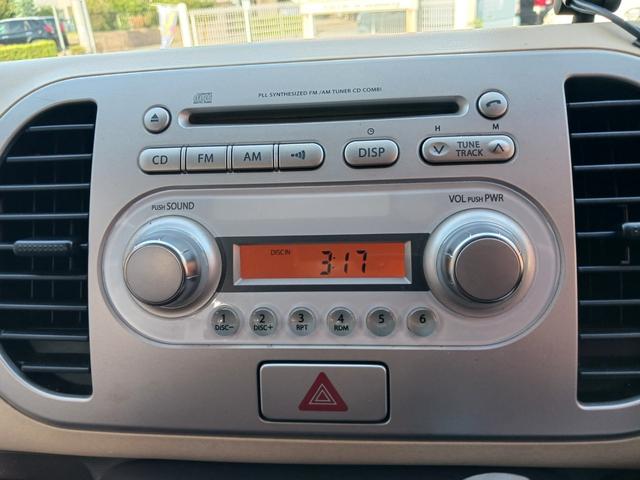 PLL SYNTHESIZED FM/AM TUNER CD COMBI
H M
CD FM AM DISP TUNE TRACK
PUSH SOUND
VOL PUSH PWR
DISC IN 3:17
1 DISC− 2 DISC+ 3 RPT 4 RDM 5 6